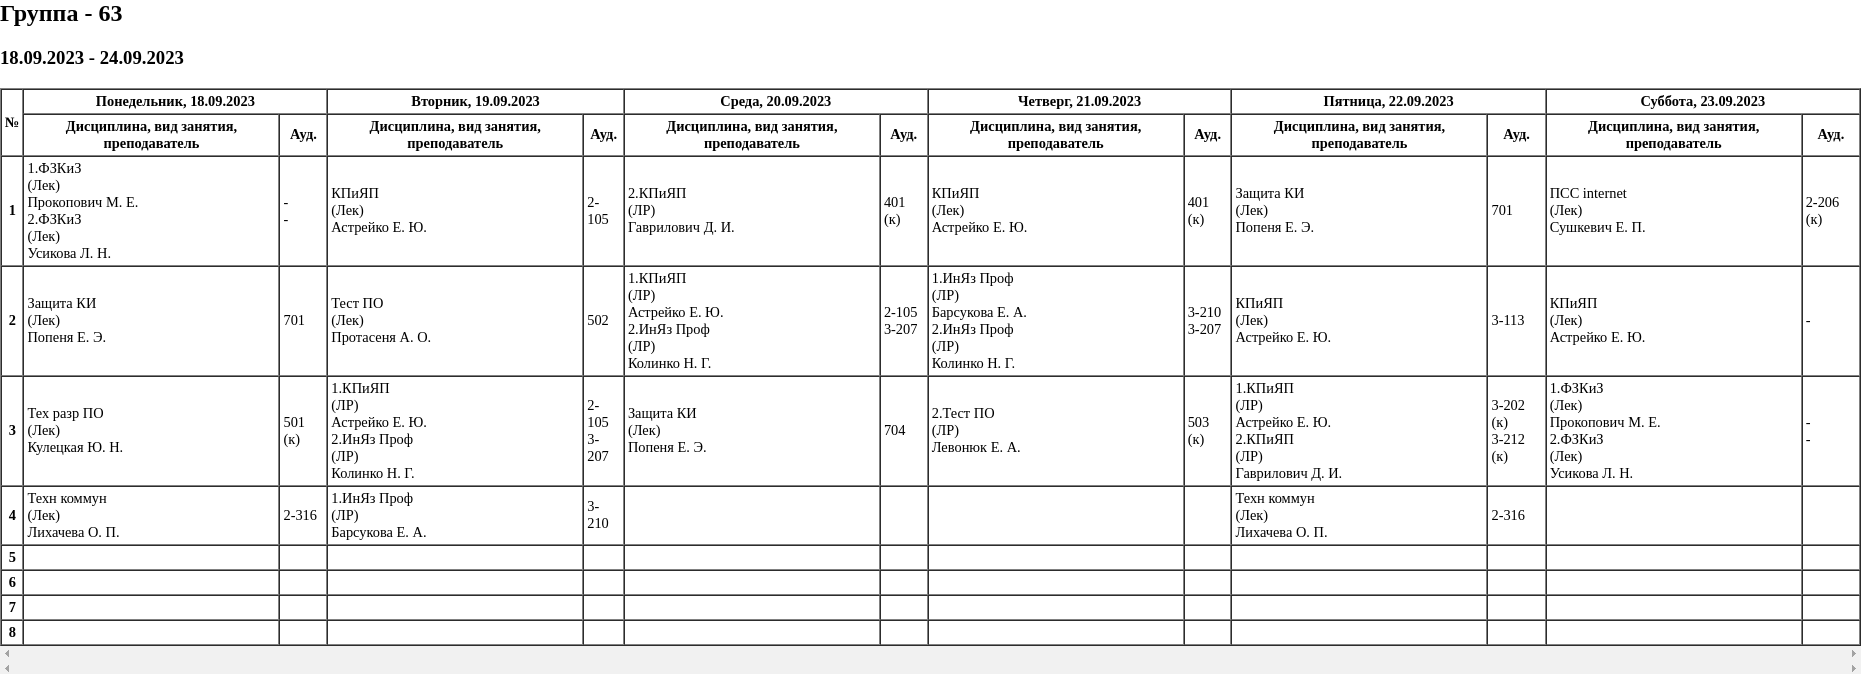 Группа - 63
18.09.2023 - 24.09.2023
№
Понедельник, 18.09.2023
Вторник, 19.09.2023
Среда, 20.09.2023
Четверг, 21.09.2023
Пятница, 22.09.2023
Суббота, 23.09.2023
Дисциплина, вид занятия,
преподаватель
Ауд.
Дисциплина, вид занятия,
преподаватель
Ауд.
Дисциплина, вид занятия,
преподаватель
Ауд.
Дисциплина, вид занятия,
преподаватель
Ауд.
Дисциплина, вид занятия,
преподаватель
Ауд.
Дисциплина, вид занятия,
преподаватель
Ауд.
1
1.ФЗКиЗ
(Лек)
Прокопович М. Е.
2.ФЗКиЗ
(Лек)
Усикова Л. Н.
-
-
КПиЯП
(Лек)
Астрейко Е. Ю.
2-
105
2.КПиЯП
(ЛР)
Гаврилович Д. И.
401
(к)
КПиЯП
(Лек)
Астрейко Е. Ю.
401
(к)
Защита КИ
(Лек)
Попеня Е. Э.
701
ПСС internet
(Лек)
Сушкевич Е. П.
2-206
(к)
2
Защита КИ
(Лек)
Попеня Е. Э.
701
Тест ПО
(Лек)
Протасеня А. О.
502
1.КПиЯП
(ЛР)
Астрейко Е. Ю.
2.ИнЯз Проф
(ЛР)
Колинко Н. Г.
2-105
3-207
1.ИнЯз Проф
(ЛР)
Барсукова Е. А.
2.ИнЯз Проф
(ЛР)
Колинко Н. Г.
3-210
3-207
КПиЯП
(Лек)
Астрейко Е. Ю.
3-113
КПиЯП
(Лек)
Астрейко Е. Ю.
-
3
Тех разр ПО
(Лек)
Кулецкая Ю. Н.
501
(к)
1.КПиЯП
(ЛР)
Астрейко Е. Ю.
2.ИнЯз Проф
(ЛР)
Колинко Н. Г.
2-
105
3-
207
Защита КИ
(Лек)
Попеня Е. Э.
704
2.Тест ПО
(ЛР)
Левонюк Е. А.
503
(к)
1.КПиЯП
(ЛР)
Астрейко Е. Ю.
2.КПиЯП
(ЛР)
Гаврилович Д. И.
3-202
(к)
3-212
(к)
1.ФЗКиЗ
(Лек)
Прокопович М. Е.
2.ФЗКиЗ
(Лек)
Усикова Л. Н.
-
-
4
Техн коммун
(Лек)
Лихачева О. П.
2-316
1.ИнЯз Проф
(ЛР)
Барсукова Е. А.
3-
210
Техн коммун
(Лек)
Лихачева О. П.
2-316
5
6
7
8